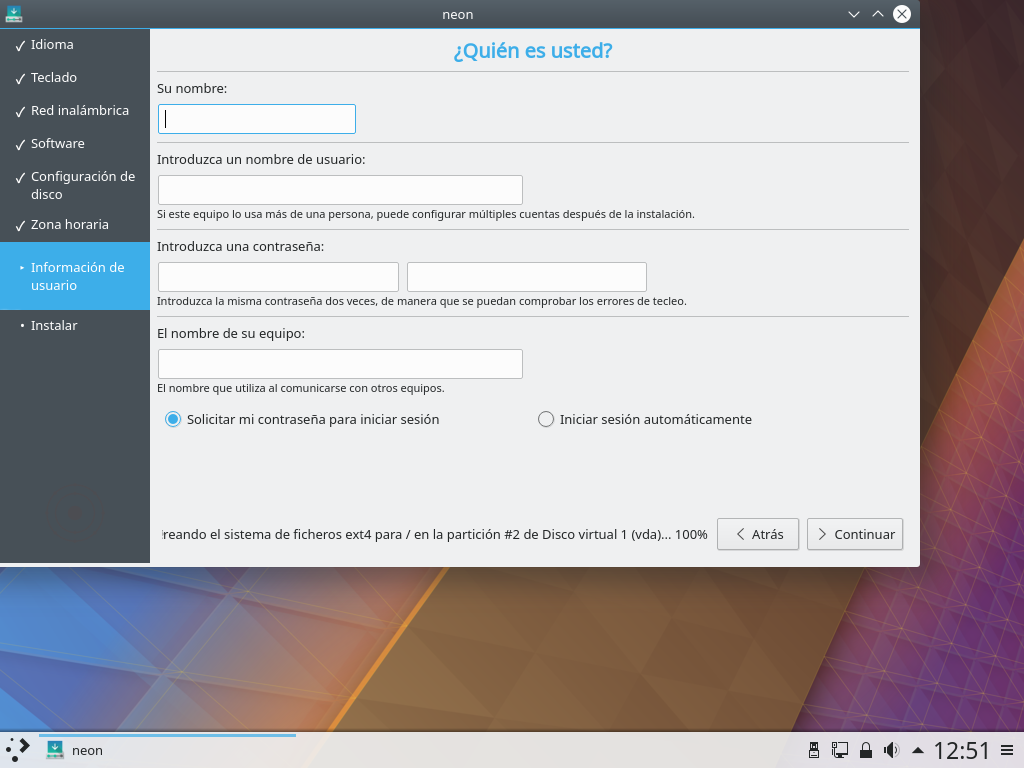 neon
Idioma
Teclado
Red inalámbrica
Software
Configuración de
disco
Zona horaria
Información de
usuario
Instalar
¿Quién es usted?
Su nombre:
Introduzca un nombre de usuario:
Si este equipo lo usa más de una persona, puede configurar múltiples cuentas después de la instalación.
Introduzca una contraseña:
Introduzca la misma contraseña dos veces, de manera que se puedan comprobar los errores de tecleo.
El nombre de su equipo:
El nombre que utiliza al comunicarse con otros equipos.
Solicitar mi contraseña para iniciar sesión
Iniciar sesión automáticamente
reando el sistema de ficheros ext4 para / en la partición #2 de Disco virtual 1 (vda)... 100%
Atrás
Continuar
neon
12:51